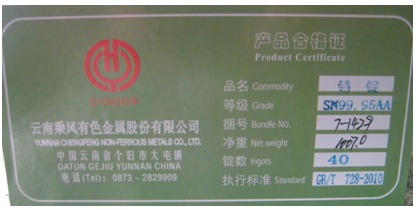 产品合格证
Product Certificate
YUNNAN
品名 Commodity 锡锭
等级 Grade SN99.95AA
捆号 Bundle No. 7-1429
净重 Net weight 1007.0
锭数 Ingots 40
执行标准 Standard GB/T 728-2010
云南乘风有色金属股份有限公司
YUNNAN CHENGFENG NON-FERROUS METALS CO., LTD.
中国云南省个旧市大屯镇
DATUN GEJIU YUNNAN CHINA
电话(Tel): 0873-2829909